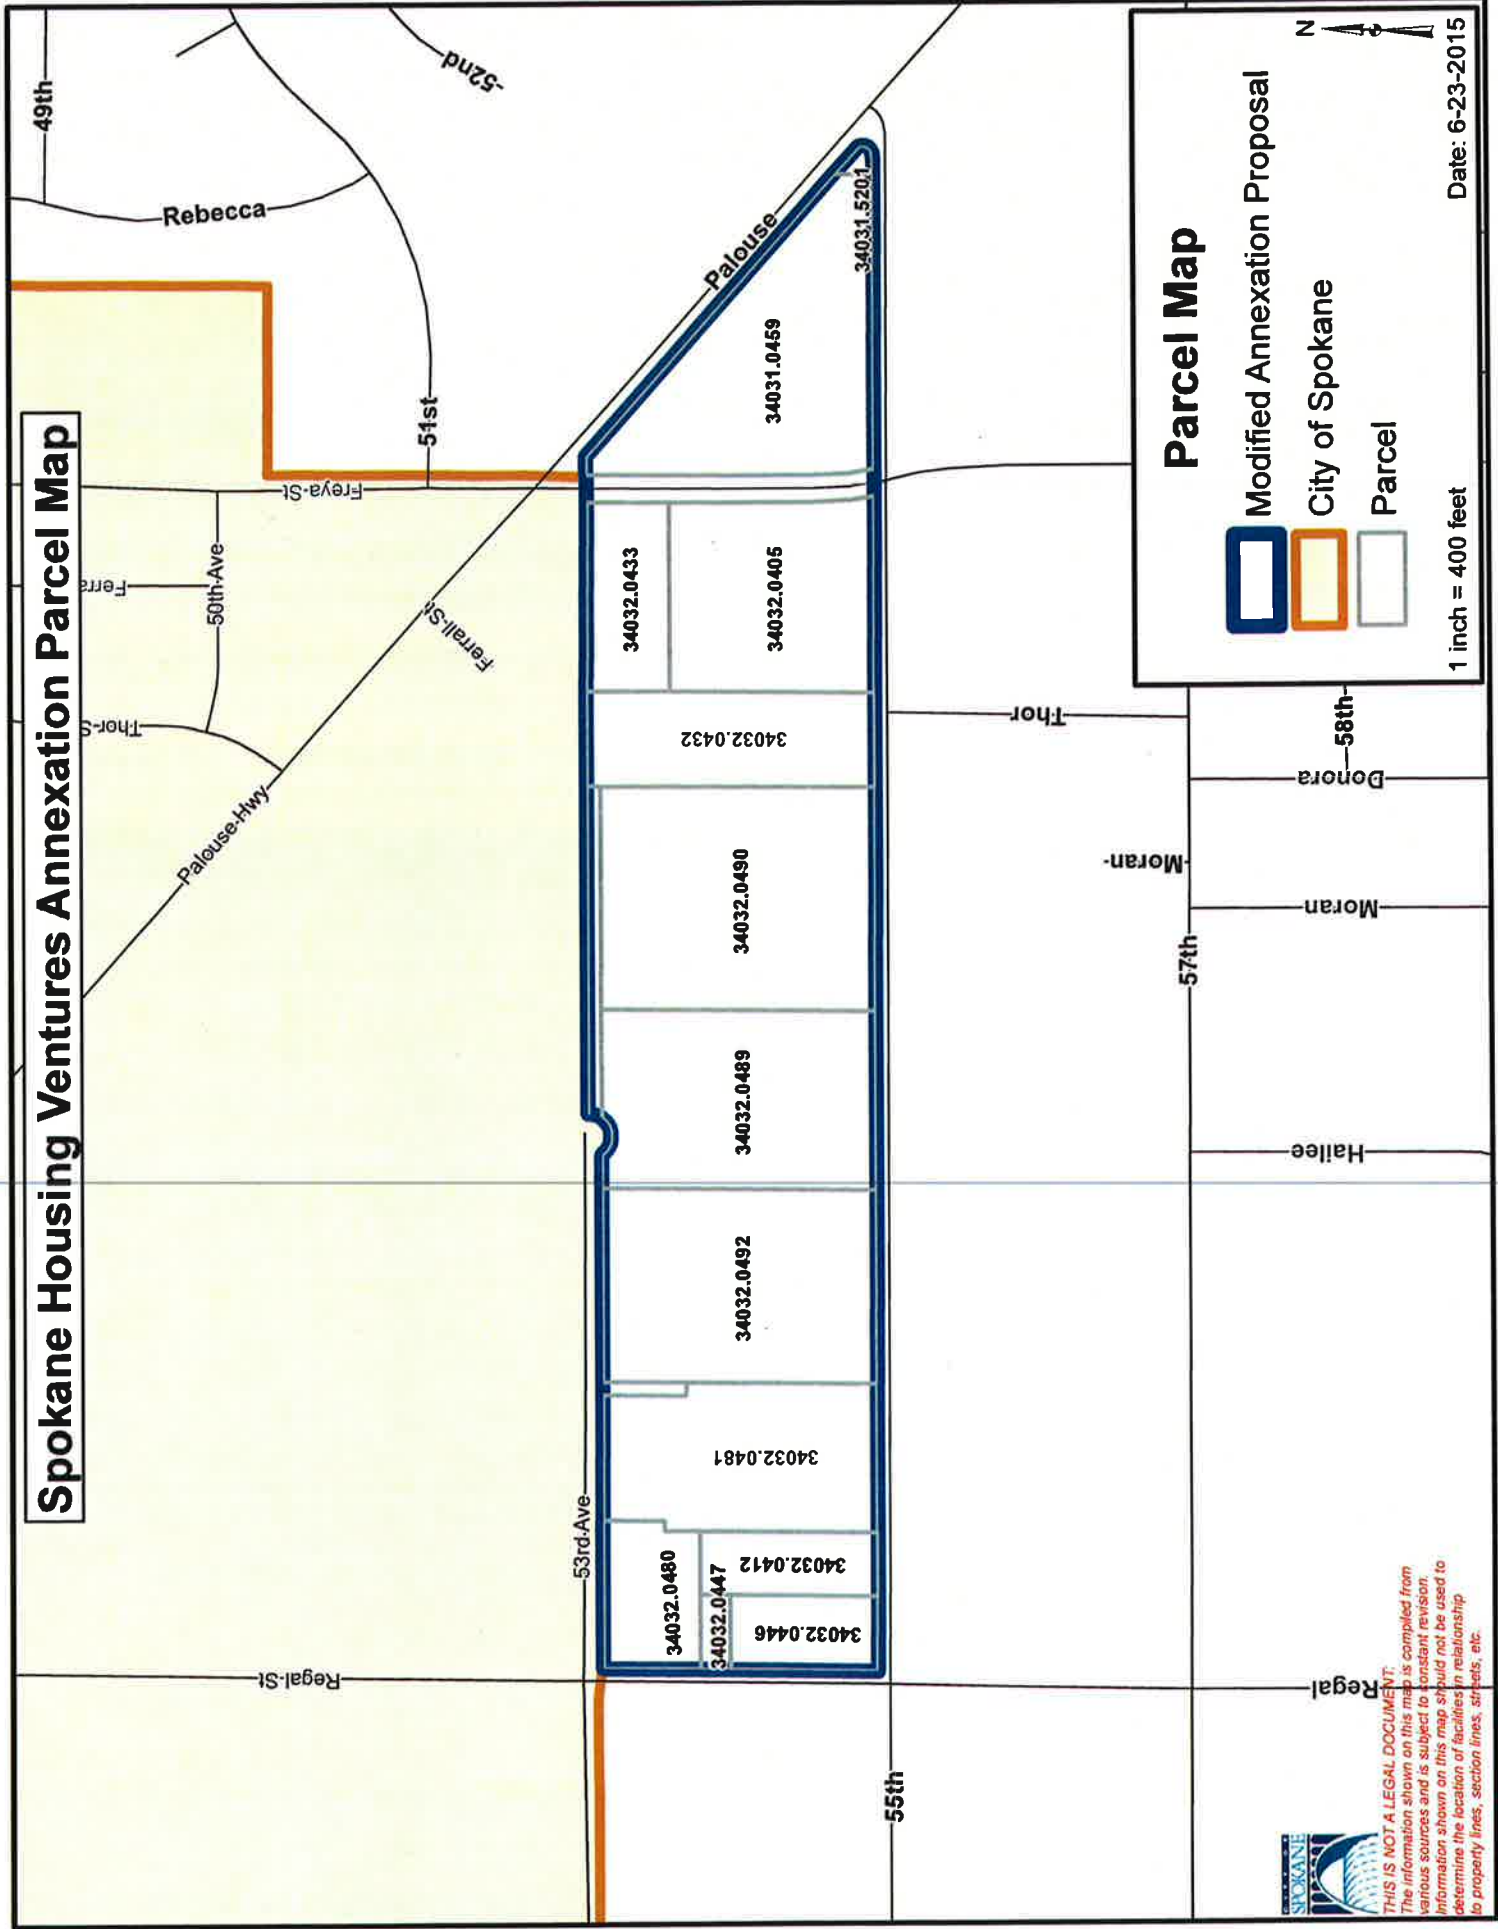 Spokane Housing Ventures Annexation Parcel Map
49th
52nd
Rebecca
51st
Freya St
Ferra
50th Ave
Thor S
Ferrall St
Palouse Hwy
Palouse
53rd Ave
Regal St
34032.0480
34032.0447
34032.0446
34032.0412
34032.0481
34032.0492
34032.0489
34032.0490
34032.0432
34032.0433
34032.0405
34031.0459
34031.5201
55th
Thor
Moran
57th
Hailee
Moran
Donora
58th
Regal
Parcel Map
Modified Annexation Proposal
City of Spokane
Parcel
N
1 inch = 400 feet
Date: 6-23-2015
SPOKANE
THIS IS NOT A LEGAL DOCUMENT:
The information shown on this map is compiled from
various sources and is subject to constant revision.
Information shown on this map should not be used to
determine the location of facilities in relationship
to property lines, section lines, streets, etc.